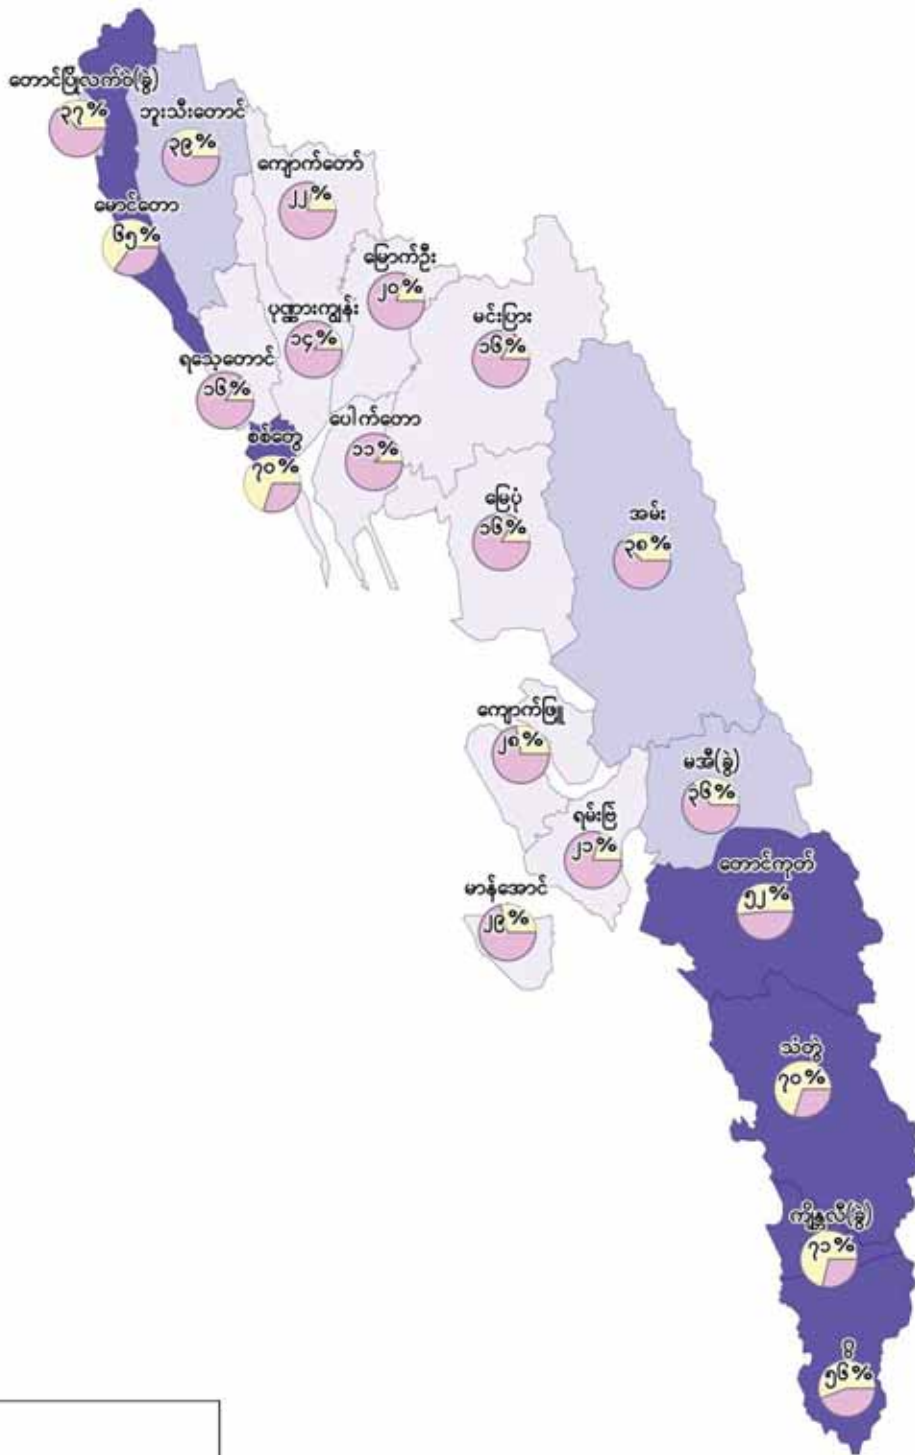 တောင်ပြိုလက်ဝဲ(ခွဲ)
၃၇%
ဘူးသီးတောင်
၃၉%
ကျောက်တော်
၂၂%
မောင်တော
၆၅%
မြောက်ဦး
၂၀%
ပုဏ္ဏားကျွန်း
၁၄%
မင်းပြား
၁၆%
ရသေ့တောင်
၁၆%
ပေါက်တော
၁၁%
စစ်တွေ
၇၀%
မြေပုံ
၁၆%
အမ်း
၃၈%
ကျောက်ဖြူ
၂၈%
မအီ(ခွဲ)
၃၆%
ရမ်းဗြဲ
၂၁%
တောင်ကုတ်
၅၂%
မာန်အောင်
၂၉%
သံတွဲ
၇၀%
ကျိန္တလီ(ခွဲ)
၇၁%
ဂွ
၅၆%